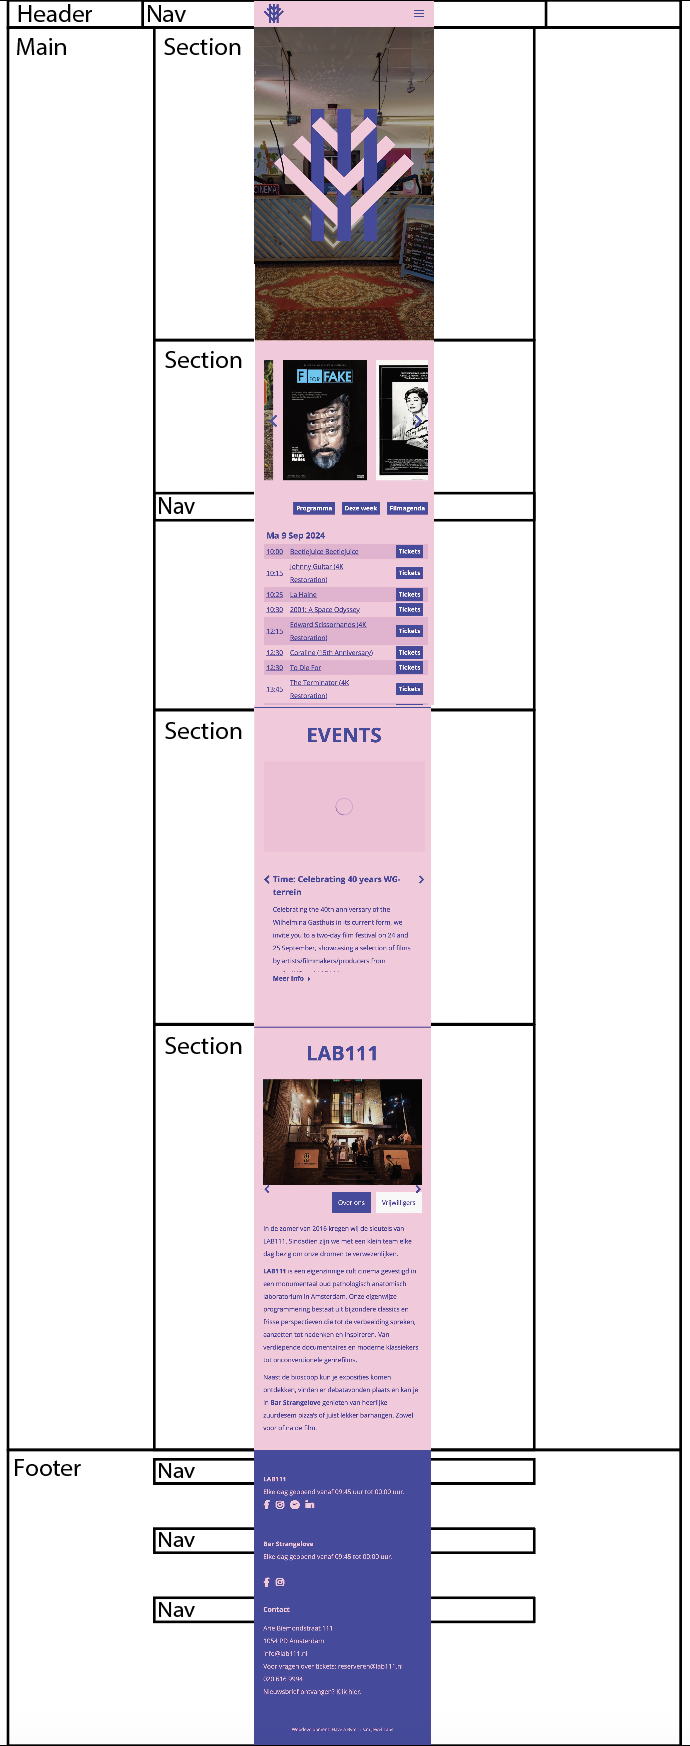 Header
Nav
Main
Section
CINEMA
Section
F FOR FAKE
Nav
Programma
Deze week
Filmagenda
Ma 9 Sep 2024
10:00 Beetlejuice Beetlejuice Tickets
10:15 Johnny Guitar (4K
Restoration) Tickets
10:25 La Haine Tickets
10:30 2001: A Space Odyssey Tickets
12:15 Edward Scissorhands (4K
Restoration) Tickets
12:30 Coraline (15th Anniversary) Tickets
12:30 To Die For Tickets
13:45 The Terminator (4K
Restoration) Tickets
Section
EVENTS
Time: Celebrating 40 years WG-
terrein
Celebrating the 40th anniversary of the
Wilhelmina Gasthuis in its current form, we
invite you to a two-day film festival on 24 and
25 September, showcasing a selection of films
by artists/filmmakers/producers from
Meer info
Section
LAB111
Over ons
Vrijwilligers
In de zomer van 2016 kregen wij de sleutels van
LAB111. Sindsdien zijn we met een klein team elke
dag bezig om onze dromen te verwezenlijken.
LAB111 is een eigenzinnige cult cinema gevestigd in
een monumentaal oud pathologisch anatomisch
laboratorium in Amsterdam. Onze eigenwijze
programmering bestaat uit bijzondere classics en
frisse perspectieven die tot de verbeelding spreken,
aanzetten tot nadenken en inspireren. Van
verdiepende documentaires en moderne klassiekers
tot onconventionele genrefilms.
Naast de bioscoop kun je exposities komen
ontdekken, vinden er debatavonden plaats en kan je
in Bar Strangelove genieten van heerlijke
zuurdesem pizza's of juist lekker barhangen. Zowel
voor of na de film.
Footer
Nav
LAB111
Elke dag geopend vanaf 09:45 uur tot 00:00 uur.
Nav
Bar Strangelove
Elke dag geopend vanaf 09:45 tot 00:00 uur.
Nav
Contact
Arie Biemondstraat 111
1054 PD Amsterdam
info@lab111.nl
Voor vragen over tickets: reserveren@lab111.nl
020 616 9994
Nieuwsbrief ontvangen? Klik hier.